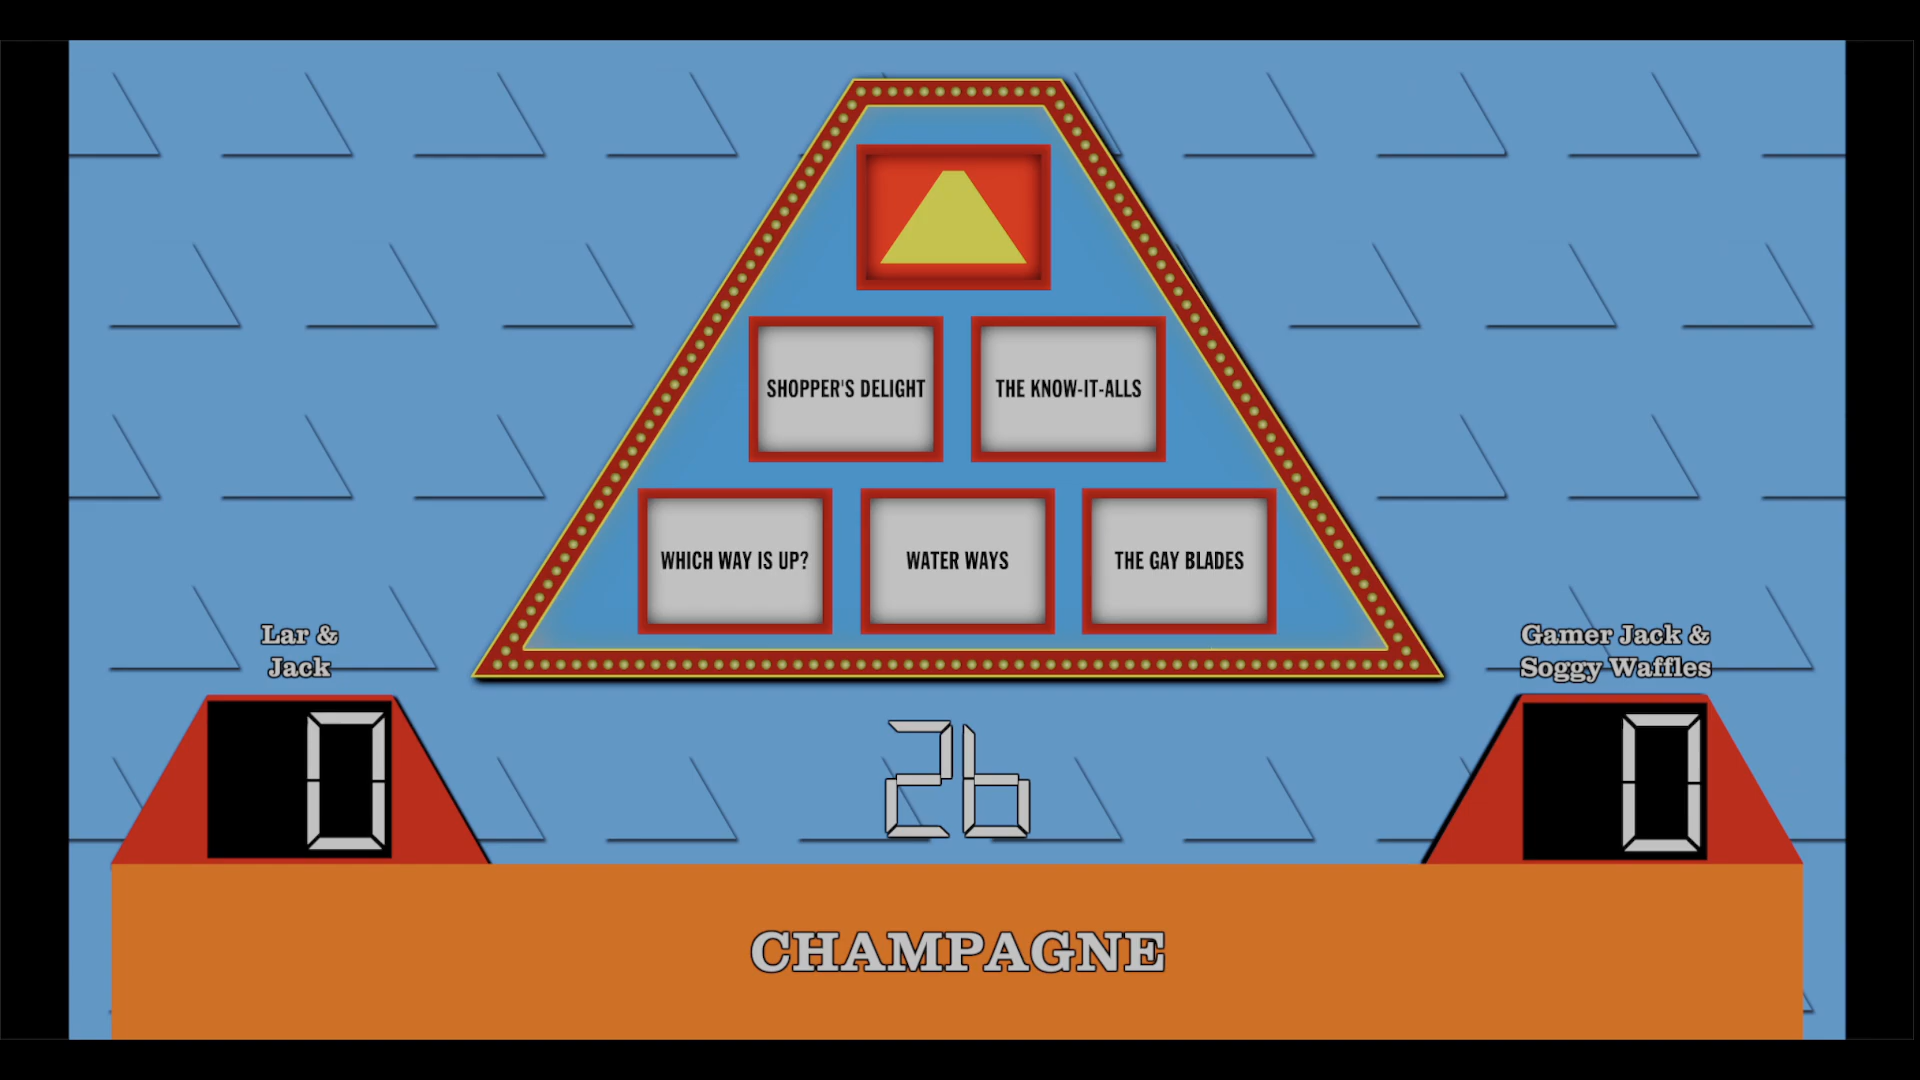 SHOPPER'S DELIGHT
THE KNOW-IT-ALLS
WHICH WAY IS UP?
WATER WAYS
THE GAY BLADES
Lar &
Jack
Gamer Jack &
Soggy Waffles
0
26
0
CHAMPAGNE